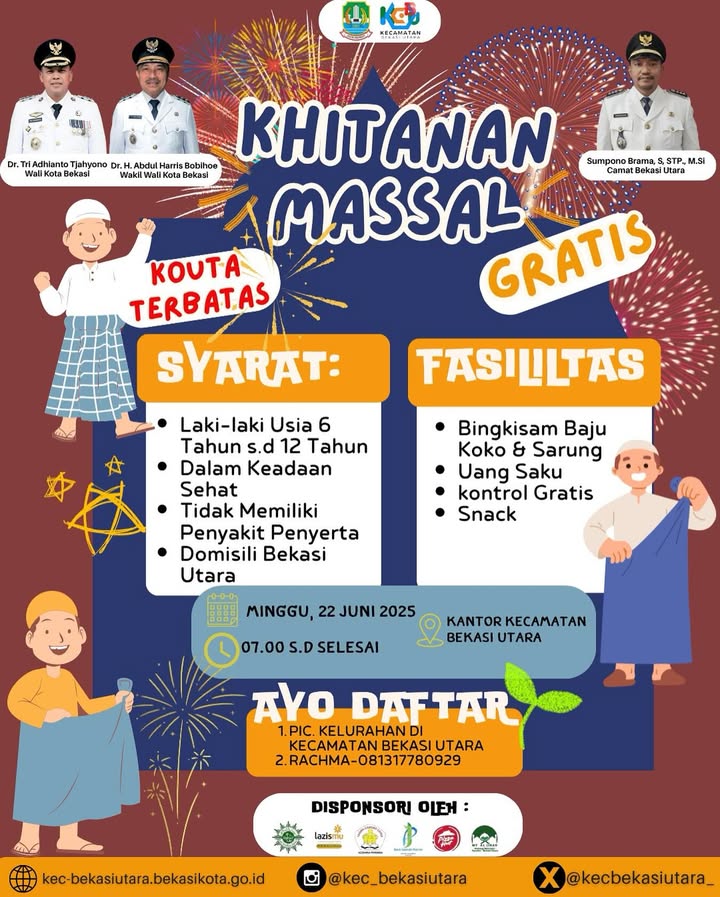 KECAMATAN
BEKASI UTARA
Dr. Tri Adhianto Tjahyono
Wali Kota Bekasi
Dr. H. Abdul Harris Bobihoe
Wakil Wali Kota Bekasi
Sumpono Brama, S, STP., M.Si
Camat Bekasi Utara
KHITANAN
MASSAL
GRATIS
KOUTA
TERBATAS
SYARAT:
• Laki-laki Usia 6
Tahun s.d 12 Tahun
• Dalam Keadaan
Sehat
• Tidak Memiliki
Penyakit Penyerta
• Domisili Bekasi
Utara
FASILILTAS
• Bingkisam Baju
Koko & Sarung
• Uang Saku
• kontrol Gratis
• Snack
MINGGU, 22 JUNI 2025
07.00 S.D SELESAI
KANTOR KECAMATAN
BEKASI UTARA
AYO DAFTAR
1. PIC. KELURAHAN DI
KECAMATAN BEKASI UTARA
2. RACHMA-081317780929
DISPONSORI OLEH :
lazismu
kec-bekasiutara.bekasikota.go.id
@kec_bekasiutara
@kecbekasiutara_